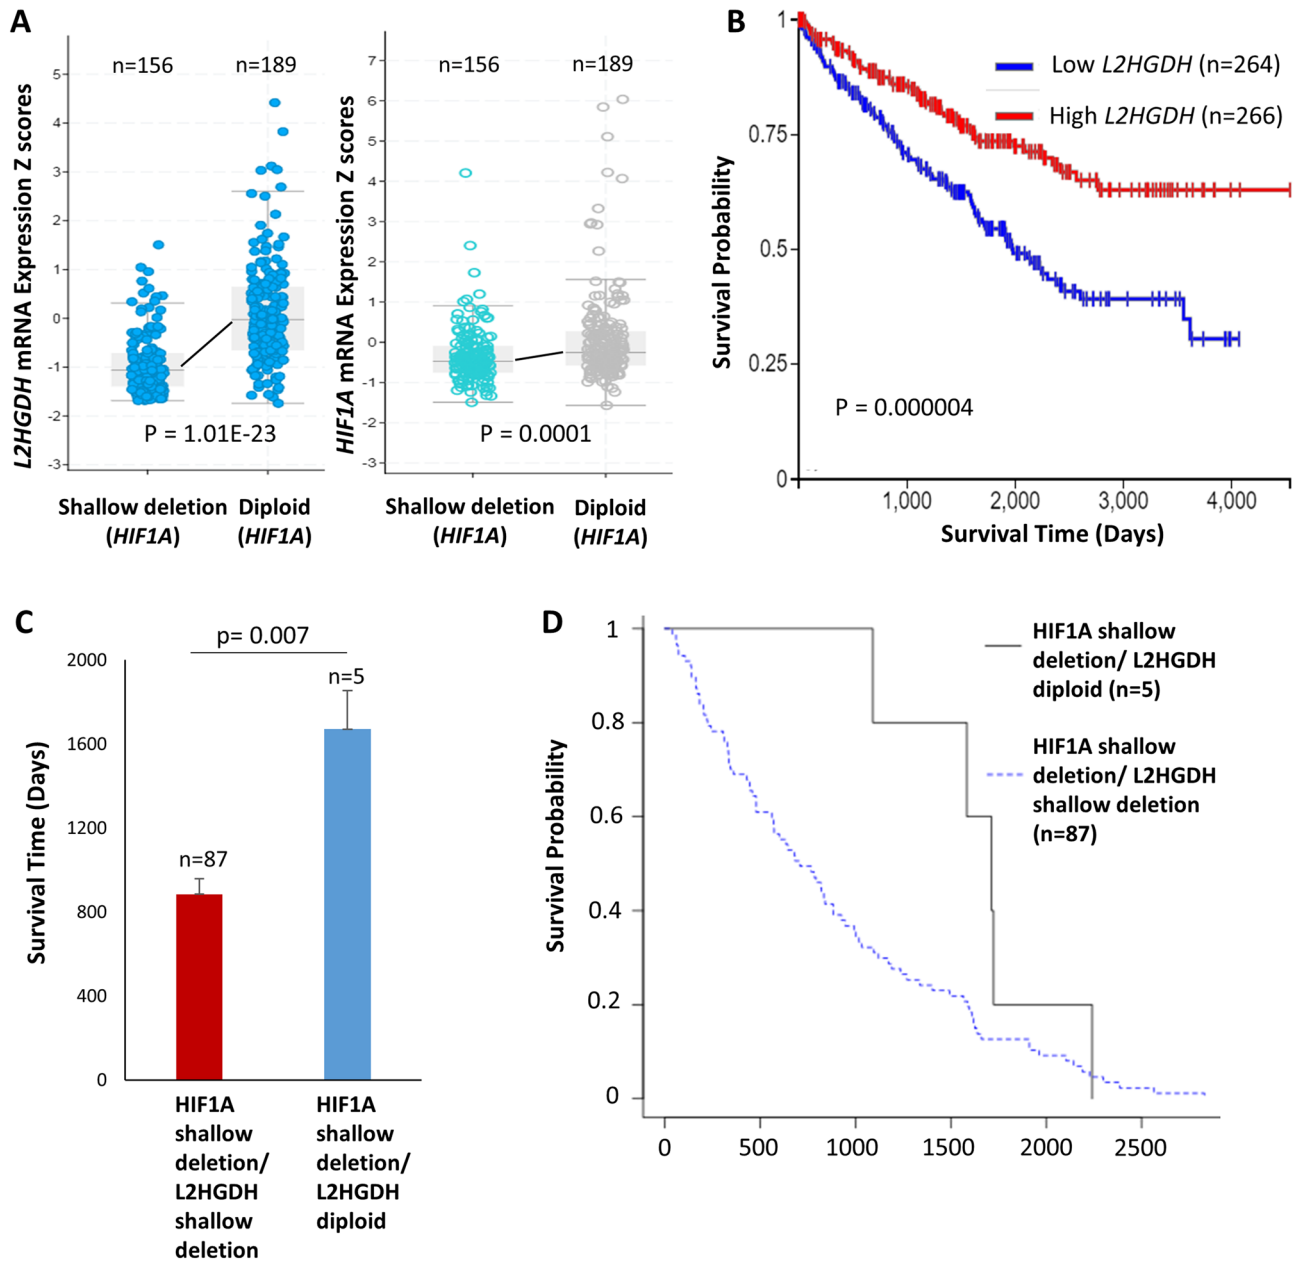 A
L2HGDH mRNA Expression Z scores
n=156
n=189
5
4
3
2
1
0
-1
-2
-3
P = 1.01E-23
Shallow deletion
(HIF1A)
Diploid
(HIF1A)
HIF1A mRNA Expression Z scores
n=156
n=189
7
6
5
4
3
2
1
0
-1
-2
-3
P = 0.0001
Shallow deletion
(HIF1A)
Diploid
(HIF1A)
B
Survival Probability
1
0.75
0.5
0.25
0
Low L2HGDH (n=264)
High L2HGDH (n=266)
P = 0.000004
1,000
2,000
3,000
4,000
Survival Time (Days)
C
Survival Time (Days)
p= 0.007
2000
1600
1200
800
400
0
n=87
n=5
HIF1A
shallow
deletion/
L2HGDH
shallow
deletion
HIF1A
shallow
deletion/
L2HGDH
diploid
D
Survival Probability
1
0.8
0.6
0.4
0.2
0
HIF1A shallow
deletion/ L2HGDH
diploid (n=5)
HIF1A shallow
deletion/ L2HGDH
shallow deletion
(n=87)
0
500
1000
1500
2000
2500